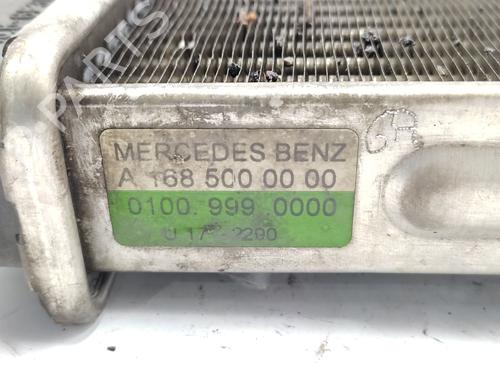 MERCEDES BENZ
A 168 500 00 00
0100. 999 .0000